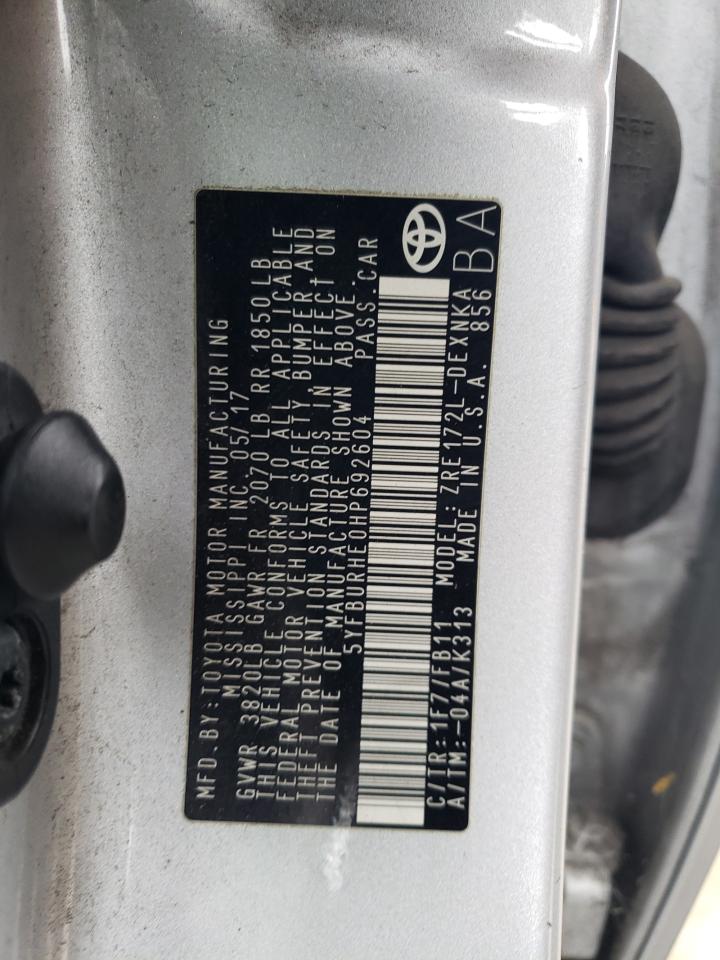 MFD.BY:TOYOTA MOTOR MANUFACTURING
MISSISSIPPI INC.05/17
GVWR 3820LB GAWR FR 2070 LB RR 1850 LB
THIS VEHICLE CONFORMS TO ALL APPLICABLE
FEDERAL MOTOR VEHICLE SAFETY, BUMPER,AND
THEFT PREVENTION STANDARDS IN EFFECT ON
THE DATE OF MANUFACTURE SHOWN ABOVE.
5YFBURHE0HP692604 PASS.CAR
C/TR:1F7/FB11 MODEL:ZRE172L-DEXNKA
A/TM:-04A/K313 MADE IN U.S.A. 856
BA